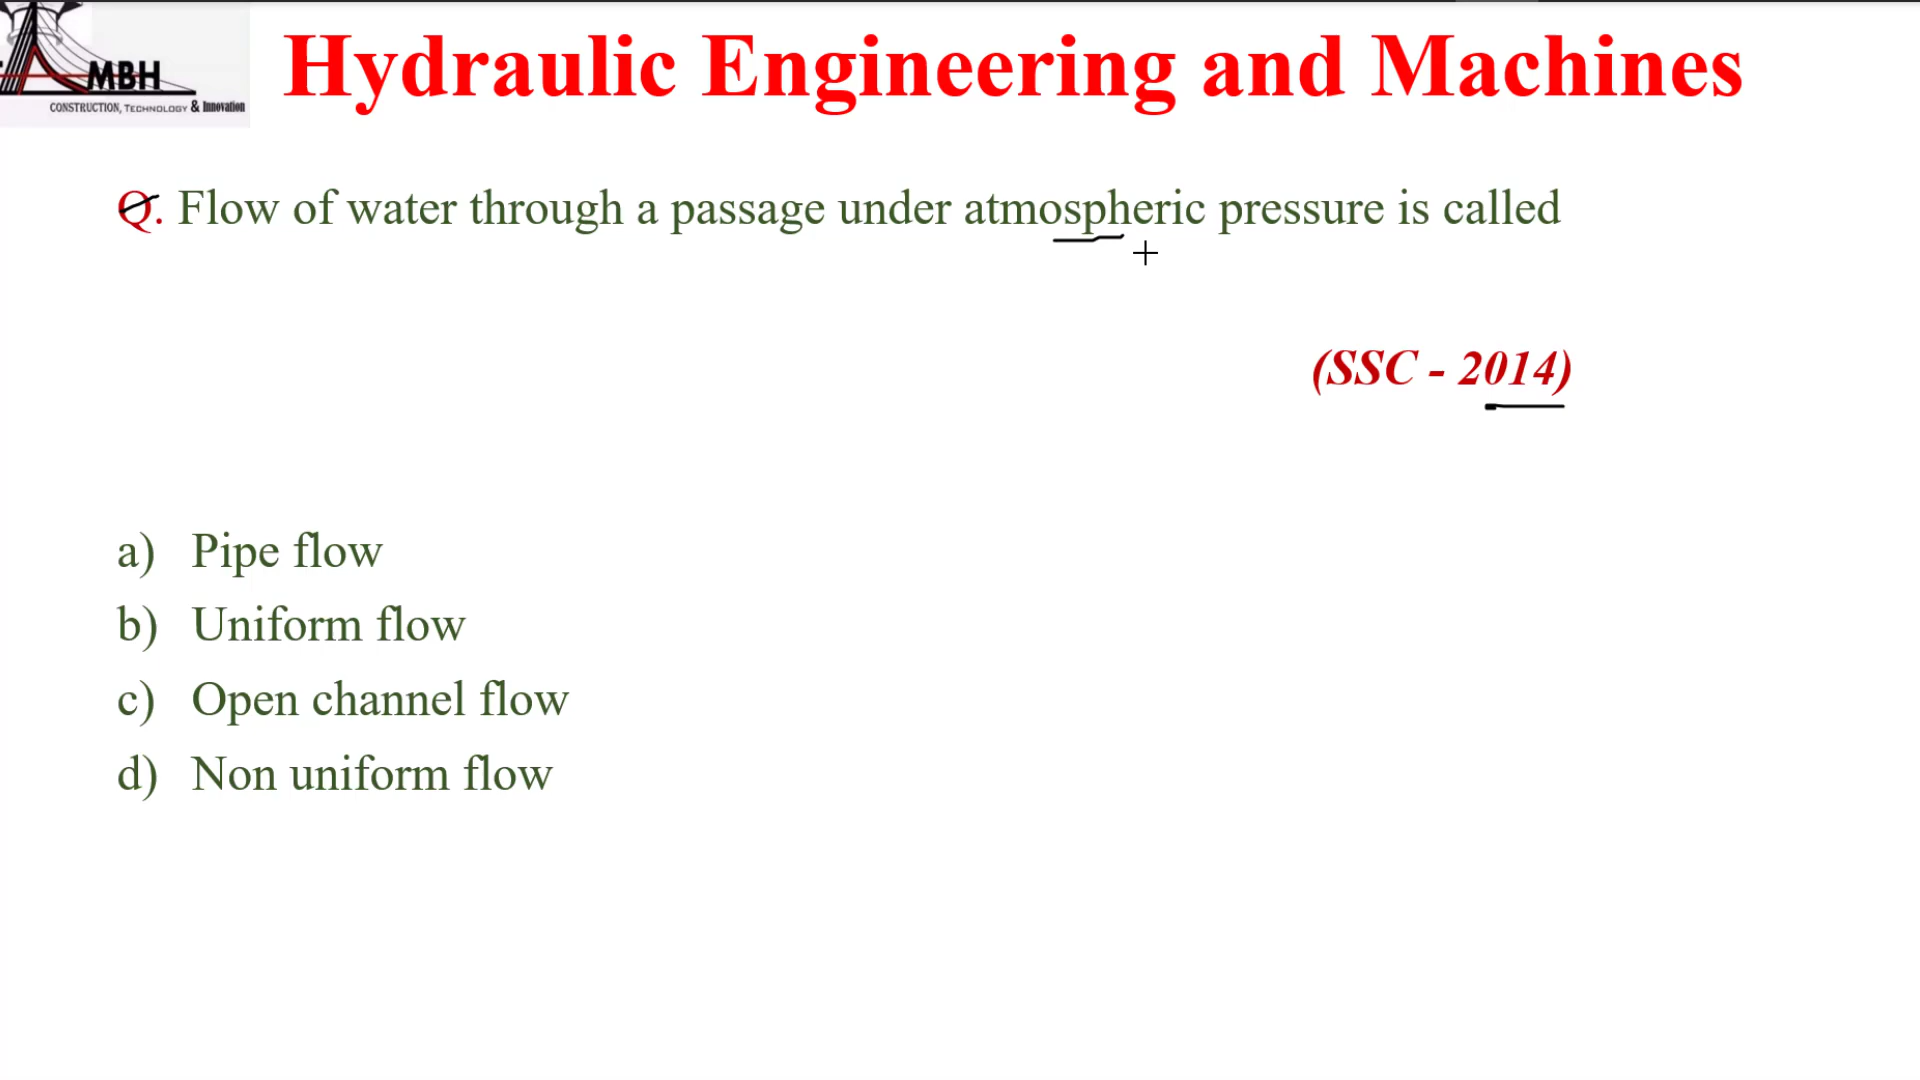 MBH
CONSTRUCTION, TECHNOLOGY & Innovation
Hydraulic Engineering and Machines
Q. Flow of water through a passage under atmospheric pressure is called
(SSC - 2014)
a) Pipe flow
b) Uniform flow
c) Open channel flow
d) Non uniform flow